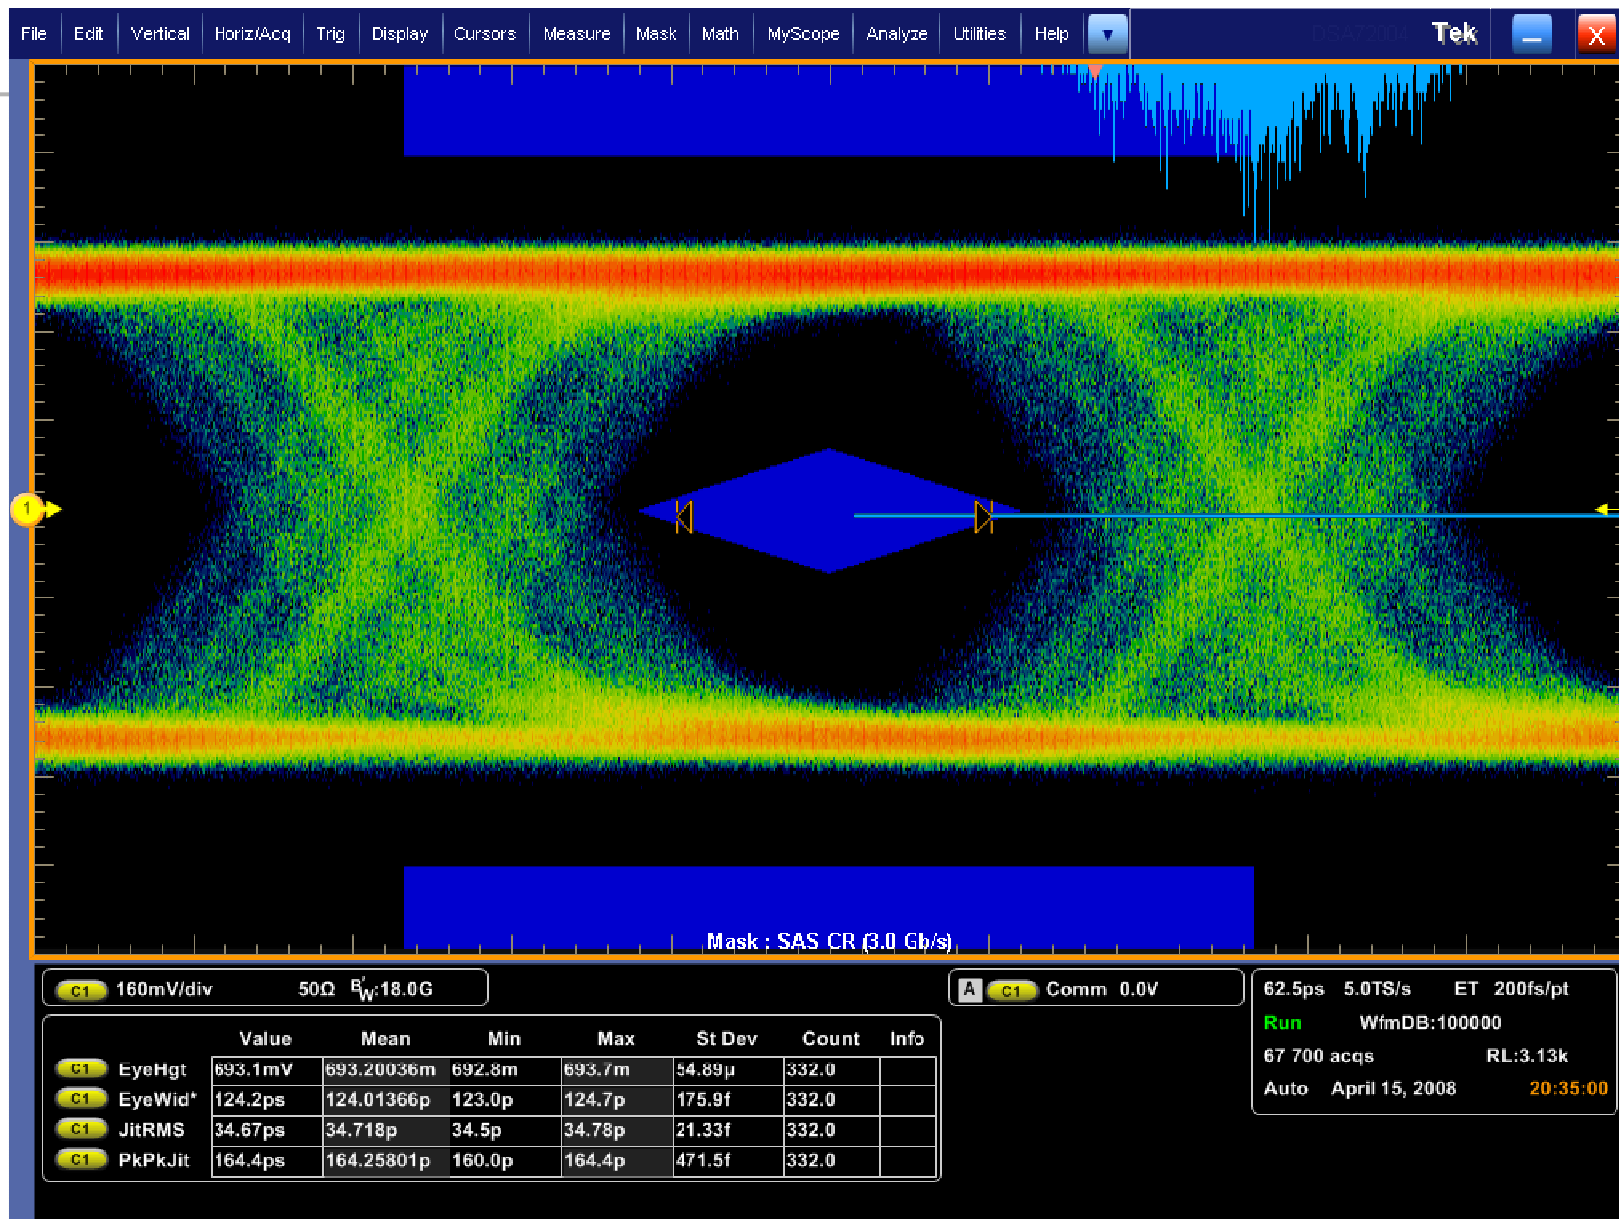 File Edit Vertical Horiz/Acq Trig Display Cursors Measure Mask Math MyScope Analyze Utilities Help DSA72004 Tek
1
Mask : SAS CR (3.0 Gb/s)
C1 160mV/div 50Ω BW:18.0G
A C1 Comm 0.0V
62.5ps 5.0TS/s ET 200fs/pt
Run WfmDB:100000
67 700 acqs RL:3.13k
Auto April 15, 2008 20:35:00
Value Mean Min Max St Dev Count Info
C1 EyeHgt 693.1mV 693.20036m 692.8m 693.7m 54.89µ 332.0
C1 EyeWid* 124.2ps 124.01366p 123.0p 124.7p 175.9f 332.0
C1 JitRMS 34.67ps 34.718p 34.5p 34.78p 21.33f 332.0
C1 PkPkJit 164.4ps 164.25801p 160.0p 164.4p 471.5f 332.0